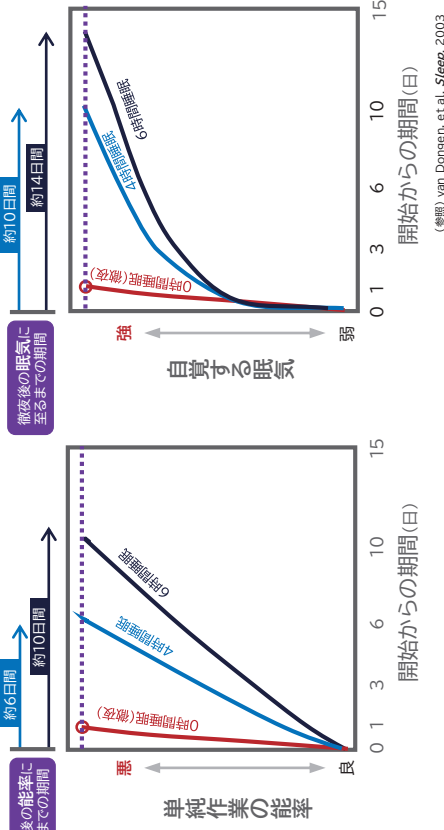 後の能率に
までの期間
約6日間
約10日間
悪
良
単純作業の能率
0時間睡眠(徹夜)
4時間睡眠
6時間睡眠
0 1 3 6 10 15
開始からの期間(日)
徹夜後の眠気に
至るまでの期間
約10日間
約14日間
強
弱
自覚する眠気
0時間睡眠(徹夜)
4時間睡眠
6時間睡眠
0 1 3 6 10 15
開始からの期間(日)
(参照) van Dongen, et al. Sleep. 2003